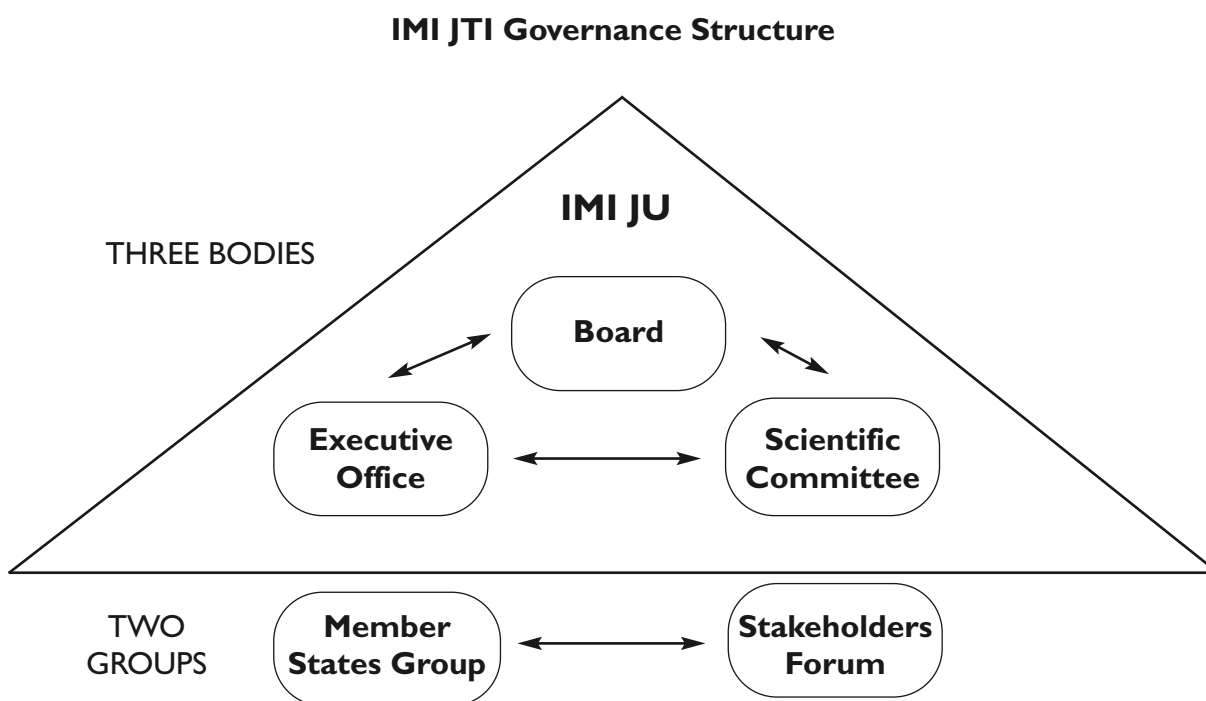 IMI JTI Governance Structure
IMI JU
THREE BODIES
Board
Executive
Office
Scientific
Committee
TWO
GROUPS
Member
States Group
Stakeholders
Forum